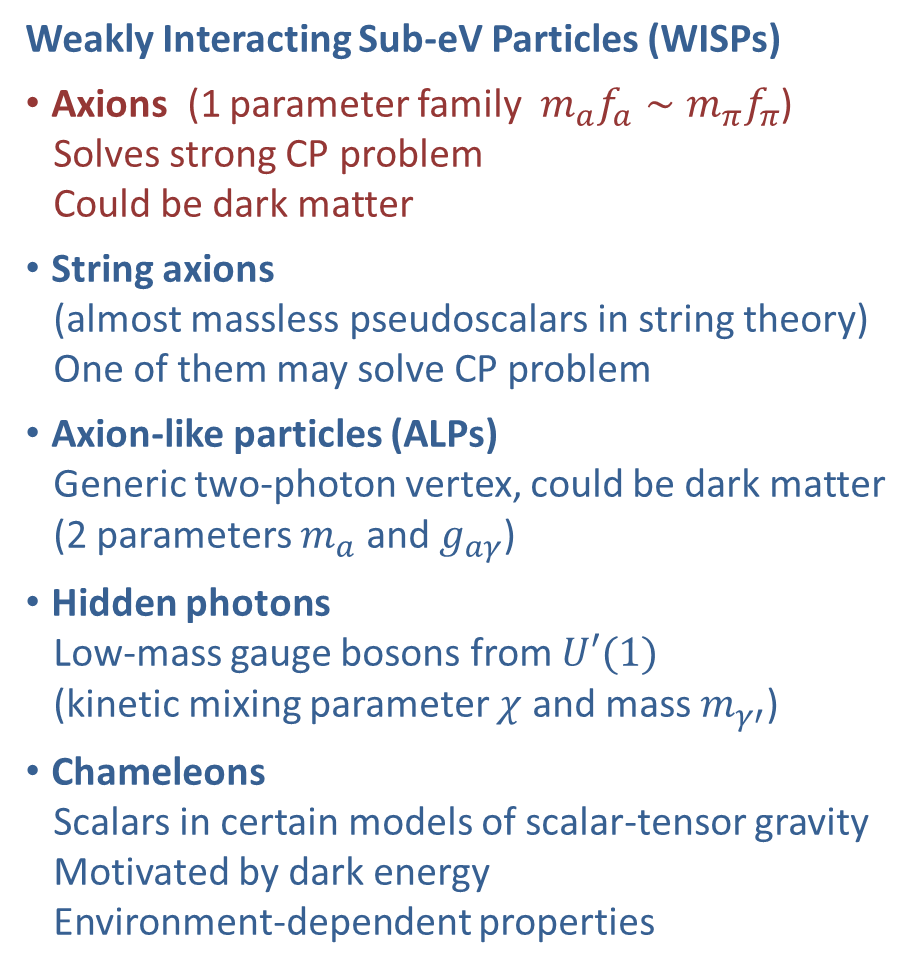 Weakly Interacting Sub-eV Particles (WISPs)
• Axions (1 parameter family $m_a f_a \sim m_\pi f_\pi$)
Solves strong CP problem
Could be dark matter
• String axions
(almost massless pseudoscalars in string theory)
One of them may solve CP problem
• Axion-like particles (ALPs)
Generic two-photon vertex, could be dark matter
(2 parameters $m_a$ and $g_{a\gamma}$)
• Hidden photons
Low-mass gauge bosons from $U'(1)$
(kinetic mixing parameter $\chi$ and mass $m_{\gamma'}$)
• Chameleons
Scalars in certain models of scalar-tensor gravity
Motivated by dark energy
Environment-dependent properties